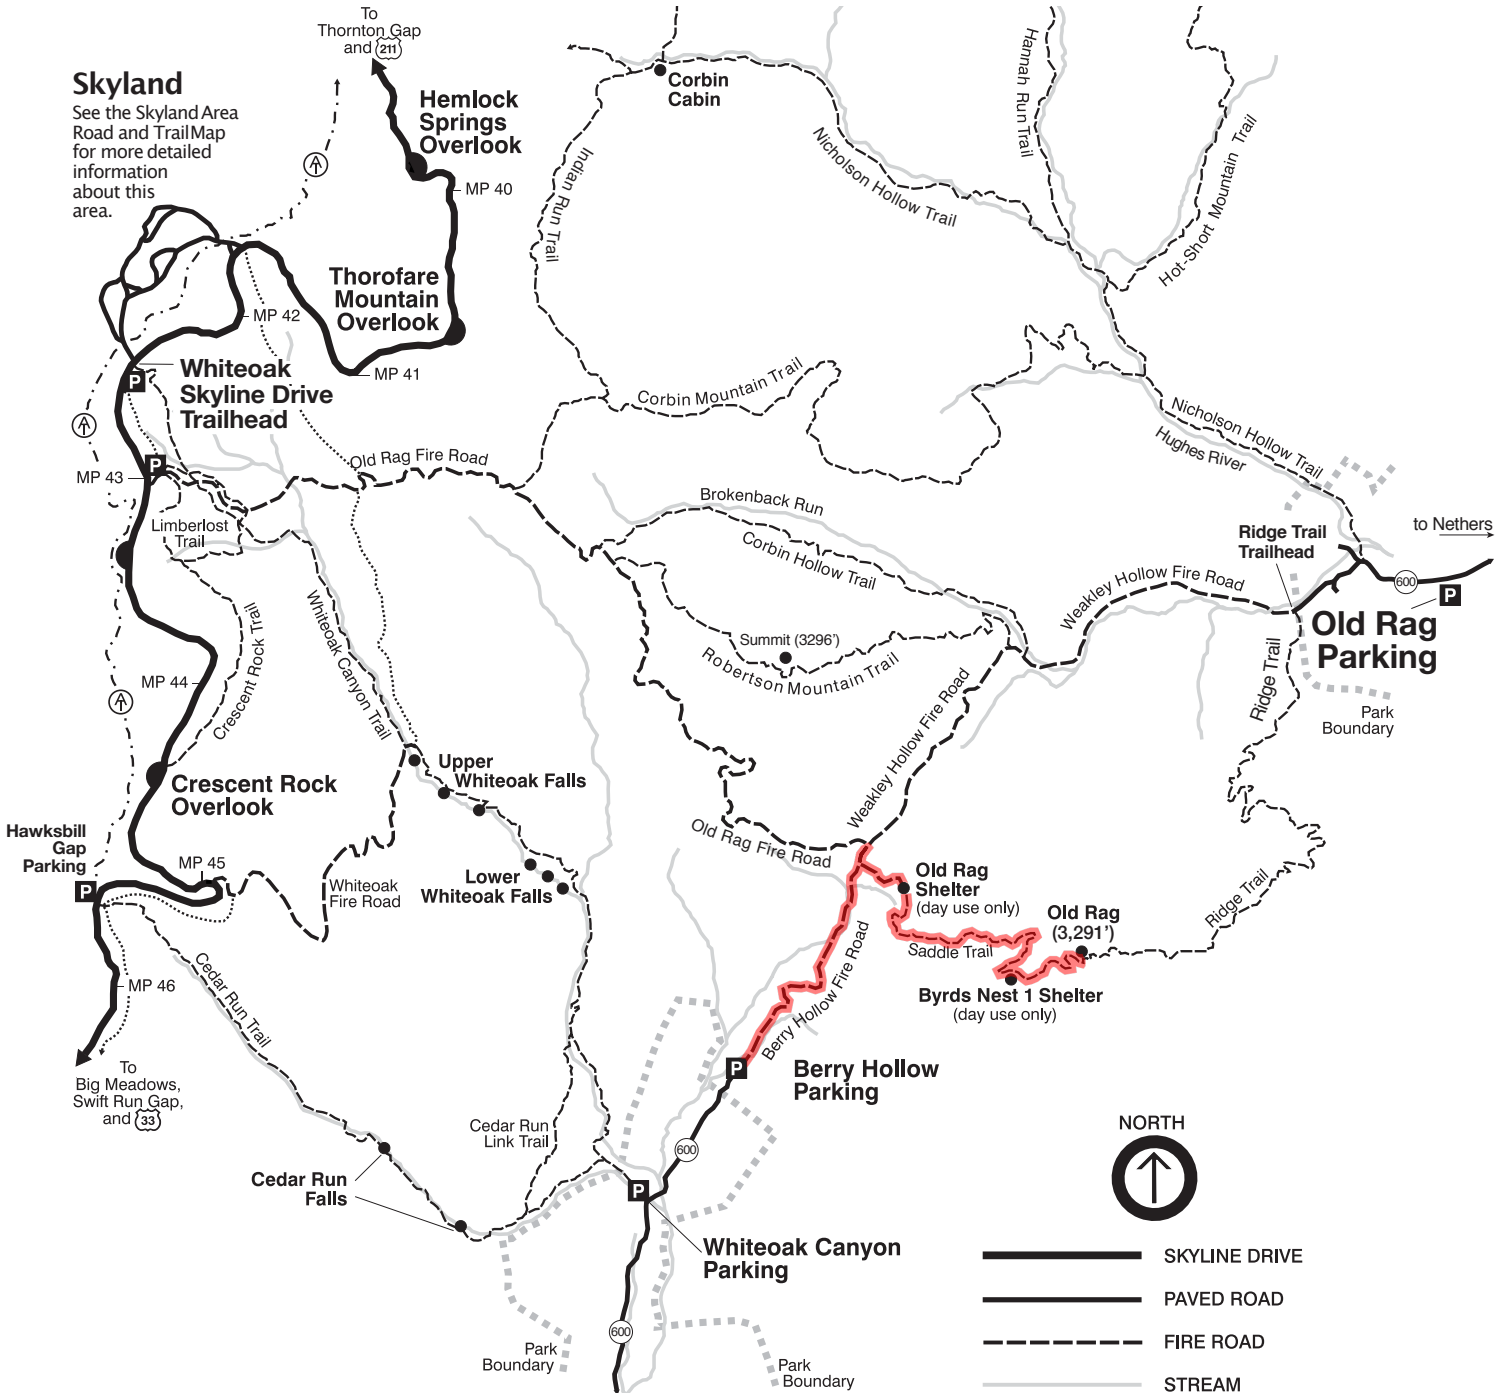 To
Thornton Gap
and 211
Skyland
See the Skyland Area
Road and Trail Map
for more detailed
information
about this
area.
Hemlock
Springs
Overlook
MP 40
Corbin
Cabin
Indian Run Trail
Nicholson Hollow Trail
Hannah Run Trail
Hot-Short Mountain Trail
Thorofare
Mountain
Overlook
MP 42
MP 41
Whiteoak
Skyline Drive
Trailhead
P
Corbin Mountain Trail
Nicholson Hollow Trail
Hughes River
MP 43
P
Old Rag Fire Road
Limberlost
Trail
Brokenback Run
Corbin Hollow Trail
Ridge Trail
Trailhead
to Nethers
600
P
Old Rag
Parking
Weakley Hollow Fire Road
Whiteoak Canyon Trail
Crescent Rock Trail
Summit (3296')
Robertson Mountain Trail
Ridge Trail
Ridge Trail
MP 44
Park
Boundary
Weakley Hollow Fire Road
Weakley Hollow Fire Road
Upper
Whiteoak Falls
Crescent Rock
Overlook
Hawksbill
Gap
Parking
P
MP 45
Whiteoak
Fire Road
Lower
Whiteoak Falls
Old Rag Fire Road
Old Rag
Shelter
(day use only)
Old Rag
(3,291')
Ridge Trail
Saddle Trail
Byrds Nest 1 Shelter
(day use only)
MP 46
Cedar Run Trail
Berry Hollow Fire Road
P
Berry Hollow
Parking
To
Big Meadows,
Swift Run Gap,
and 33
Cedar Run
Link Trail
600
Cedar Run
Falls
P
Whiteoak Canyon
Parking
600
Park
Boundary
Park
Boundary
NORTH
SKYLINE DRIVE
PAVED ROAD
FIRE ROAD
STREAM